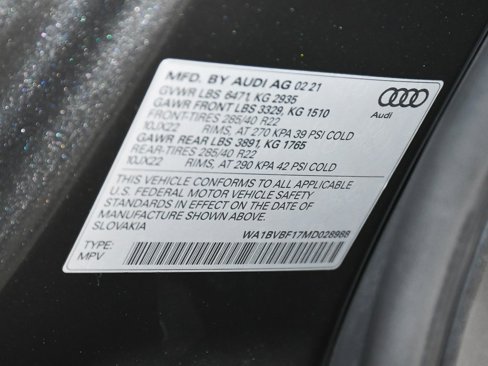 MFD. BY AUDI AG 02 21
GVWR LBS 6471, KG 2935
GAWR FRONT LBS 3329, KG 1510
FRONT-TIRES 285/40 R22
10JX22 RIMS, AT 270 KPA 39 PSI COLD
GAWR REAR LBS 3891, KG 1765
REAR-TIRES 285/40 R22
10JX22 RIMS, AT 290 KPA 42 PSI COLD
Audi
THIS VEHICLE CONFORMS TO ALL APPLICABLE
U.S. FEDERAL MOTOR VEHICLE SAFETY
STANDARDS IN EFFECT ON THE DATE OF
MANUFACTURE SHOWN ABOVE.
SLOVAKIA
WA1BVBF17MD028988
TYPE:
MPV